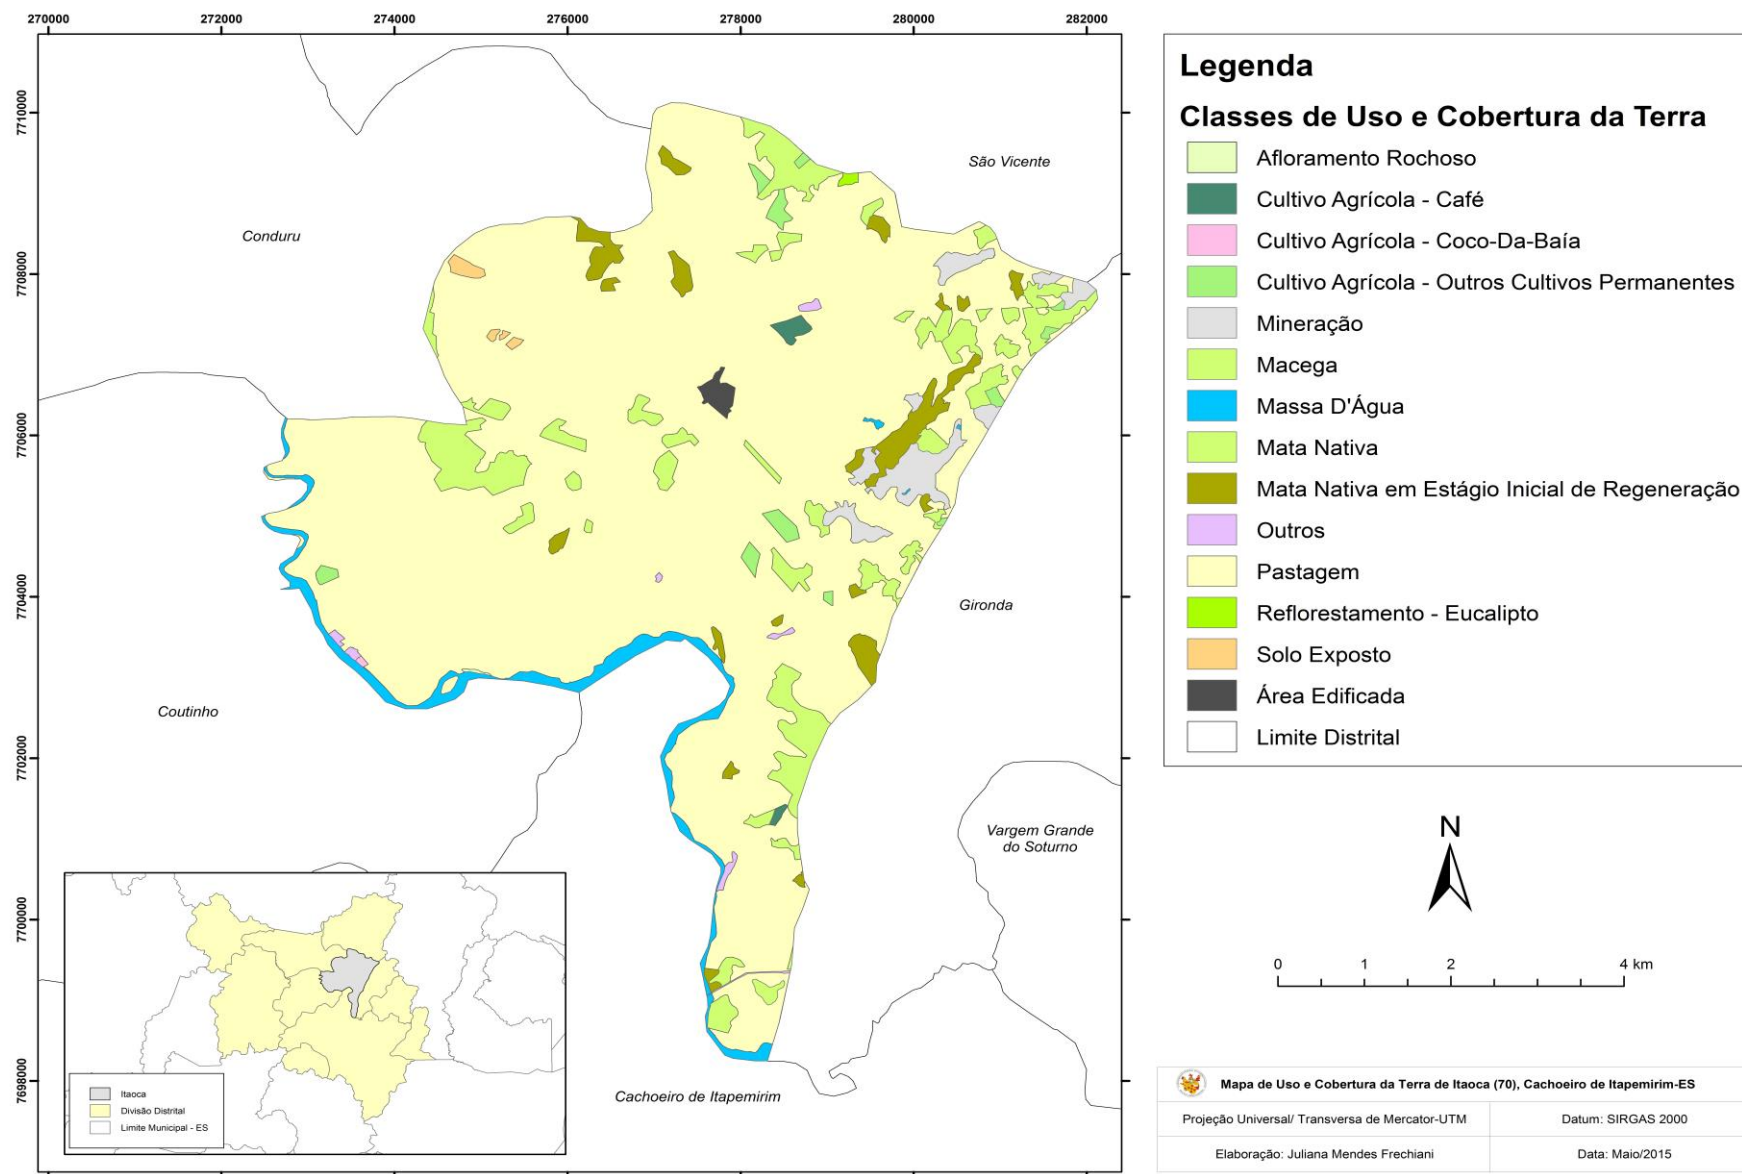 270000
272000
274000
276000
278000
280000
282000
7710000
7708000
7706000
7704000
7702000
7700000
7698000
São Vicente
Conduru
Gironda
Coutinho
Vargem Grande
do Soturno
Cachoeiro de Itapemirim
Itaoca
Divisão Distrital
Limite Municipal - ES
Legenda
Classes de Uso e Cobertura da Terra
Afloramento Rochoso
Cultivo Agrícola - Café
Cultivo Agrícola - Coco-Da-Baía
Cultivo Agrícola - Outros Cultivos Permanentes
Mineração
Macega
Massa D'Água
Mata Nativa
Mata Nativa em Estágio Inicial de Regeneração
Outros
Pastagem
Reflorestamento - Eucalipto
Solo Exposto
Área Edificada
Limite Distrital
N
0 1 2 4 km
Mapa de Uso e Cobertura da Terra de Itaoca (70), Cachoeiro de Itapemirim-ES
Projeção Universal/ Transversa de Mercator-UTM
Datum: SIRGAS 2000
Elaboração: Juliana Mendes Frechiani
Data: Maio/2015